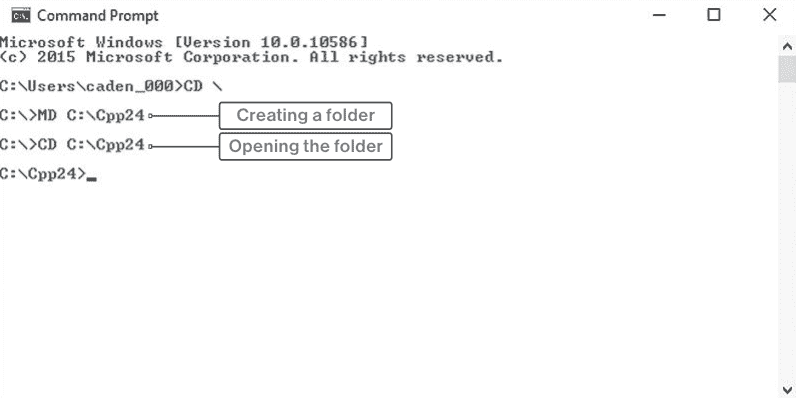 Command Prompt
Microsoft Windows [Version 10.0.10586]
(c) 2015 Microsoft Corporation. All rights reserved.
C:\Users\caden_000>CD \
C:\>MD C:\Cpp24 Creating a folder
C:\>CD C:\Cpp24 Opening the folder
C:\Cpp24>_